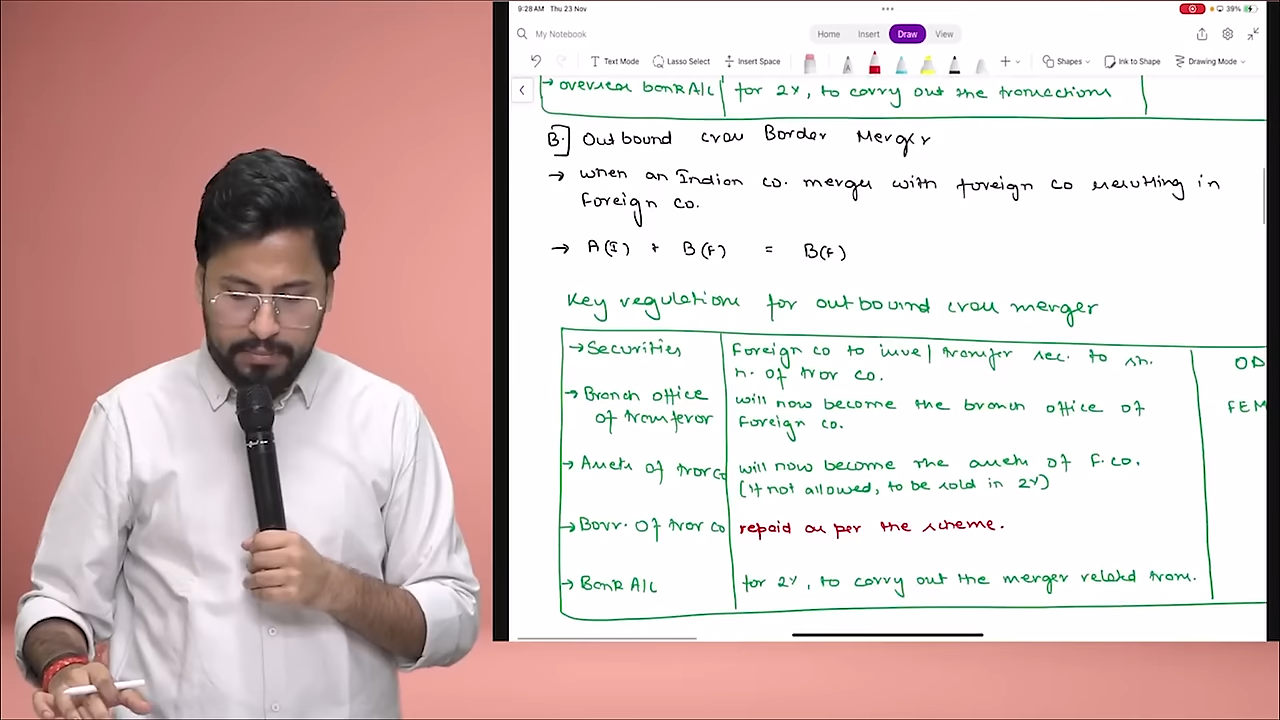 9:28 AM Thu 23 Nov
39%
My Notebook
Home Insert Draw View
Text Mode Lasso Select Insert Space Shapes Ink to Shape Drawing Mode
→ overseas bank A/c for 2Y, to carry out the transactions
B.] Outbound cross Border Merger
→ when an Indian co. merges with foreign co resulting in
Foreign co.
→ A(I) + B(F) = B(F)
Key regulations for outbound cross merger
→ Securities Foreign co to issue / transfer sec. to sh.
h. of tror co.
OD
→ Branch office of tranferor will now become the branch office of
Foreign co.
FEM
→ Assets of tror co will now become the assets of F.co.
(If not allowed, to be sold in 2Y)
→ Borr. Of tror co repaid as per the scheme.
→ Bank A/c for 2Y, to carry out the merger related trans.